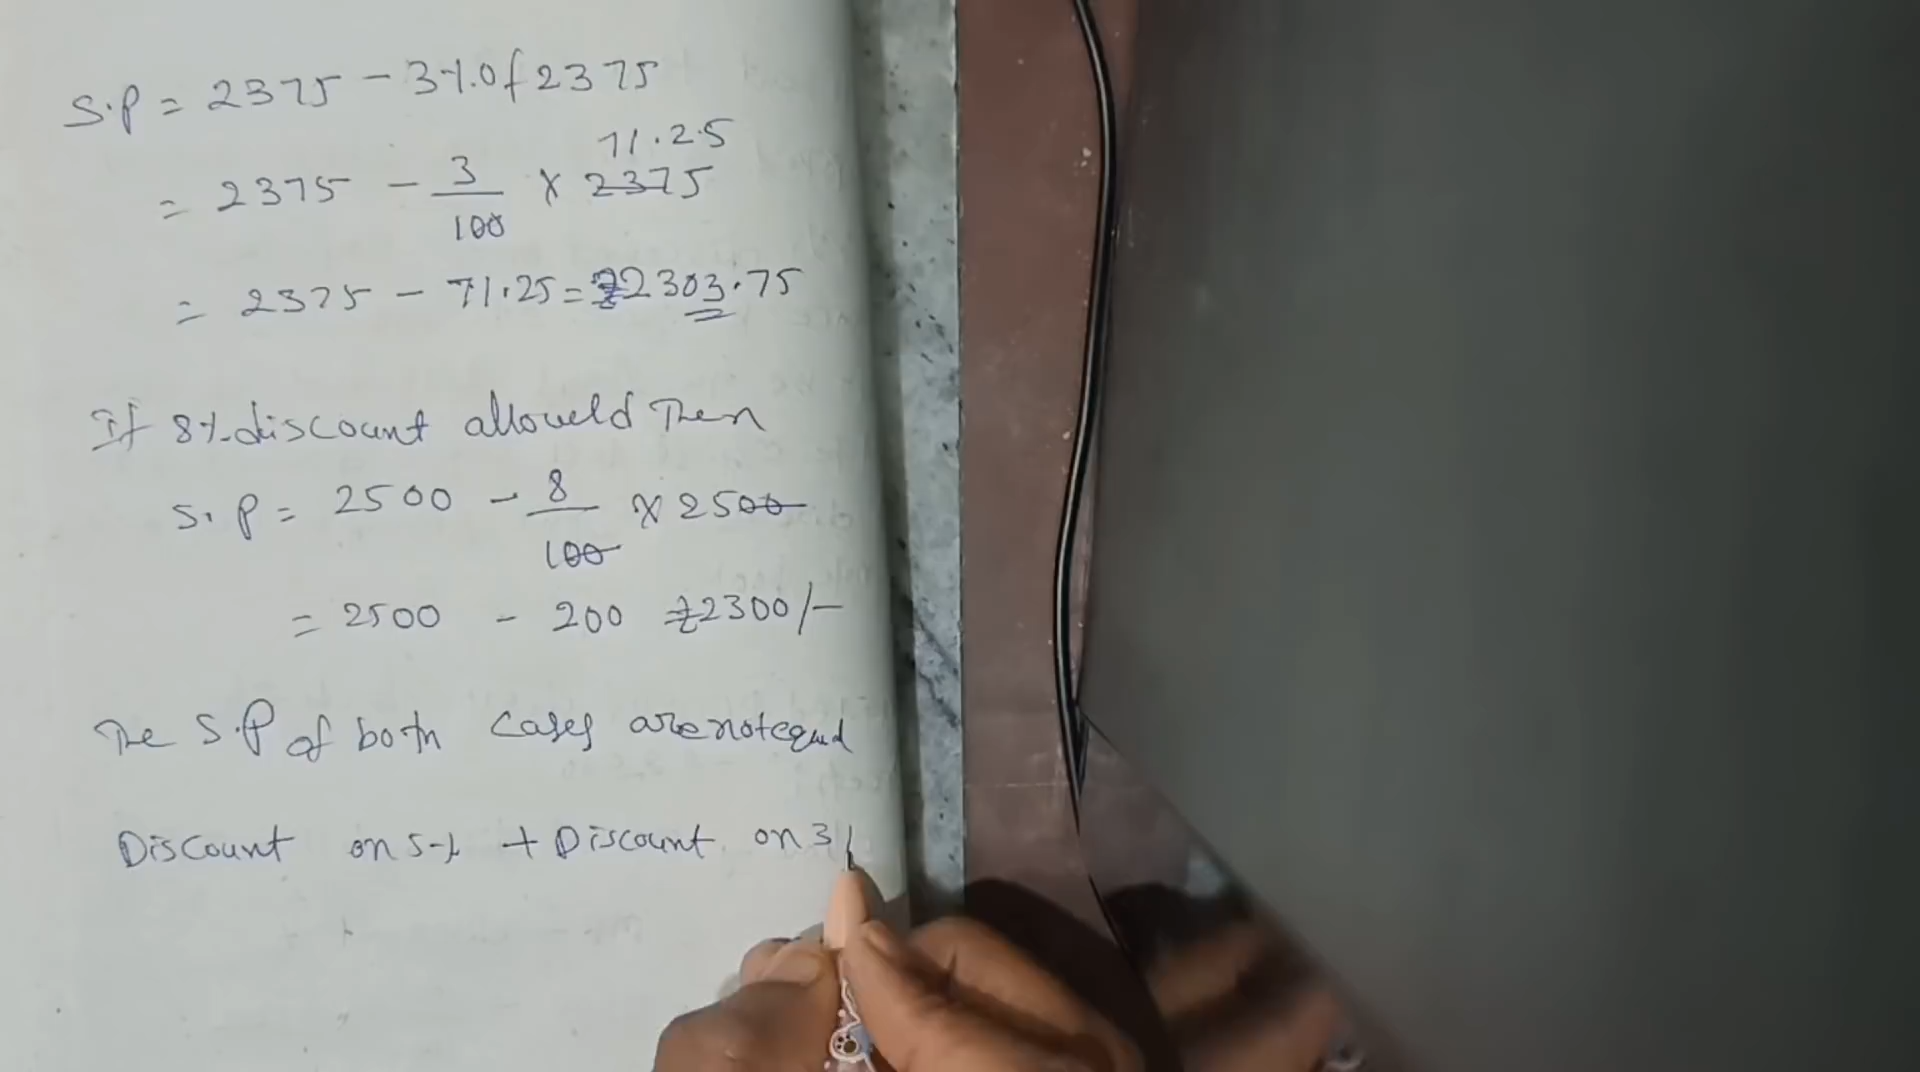 S.P = 2375 - 3% of 2375
71.25
= 2375 - 3/100 × 2375
= 2375 - 71.25 = ₹2303.75
If 8% discount alloweld Then
S.P = 2500 - 8/100 × 2500
= 2500 - 200 ₹2300/-
The S.P of both cases are not equal
Discount on 5% + Discount on 3